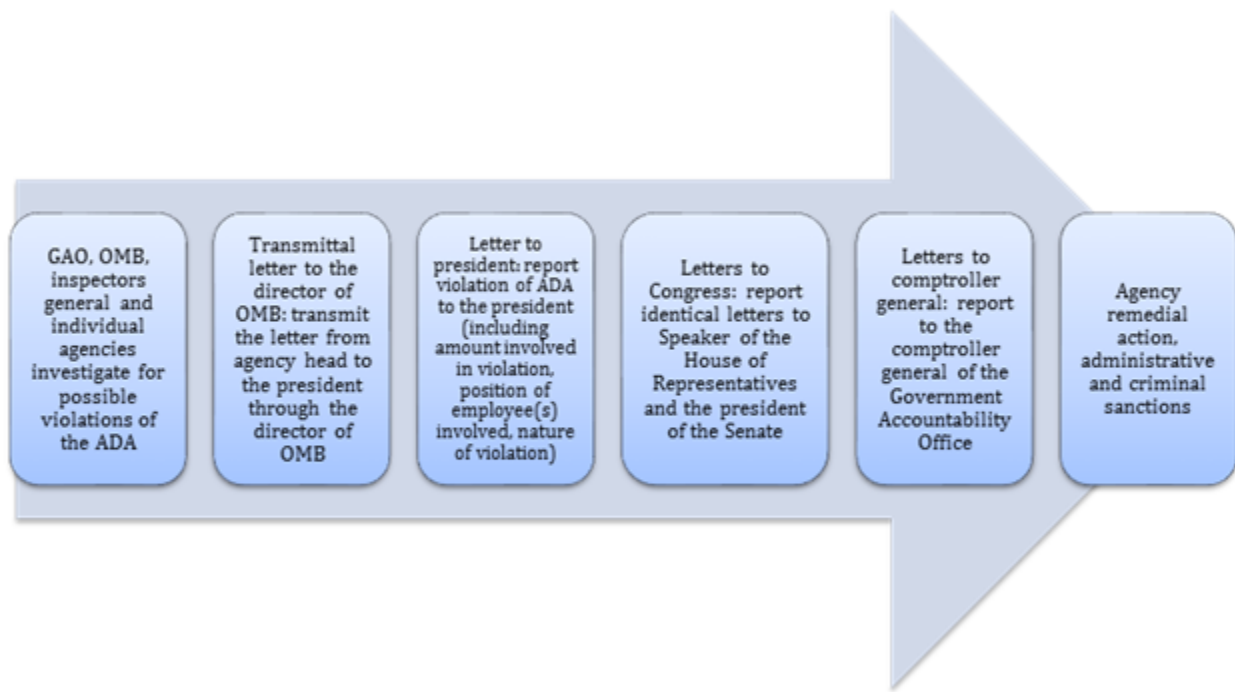 GAO, OMB,
inspectors
general and
individual
agencies
investigate for
possible
violations of
the ADA
Transmittal
letter to the
director of
OMB: transmit
the letter from
agency head to
the president
through the
director of
OMB
Letter to
president: report
violation of ADA
to the president
(including
amount involved
in violation,
position of
employee(s)
involved, nature
of violation)
Letters to
Congress: report
identical letters to
Speaker of the
House of
Representatives
and the president
of the Senate
Letters to
comptroller
general: report
to the
comptroller
general of the
Government
Accountability
Office
Agency
remedial
action,
administrative
and criminal
sanctions